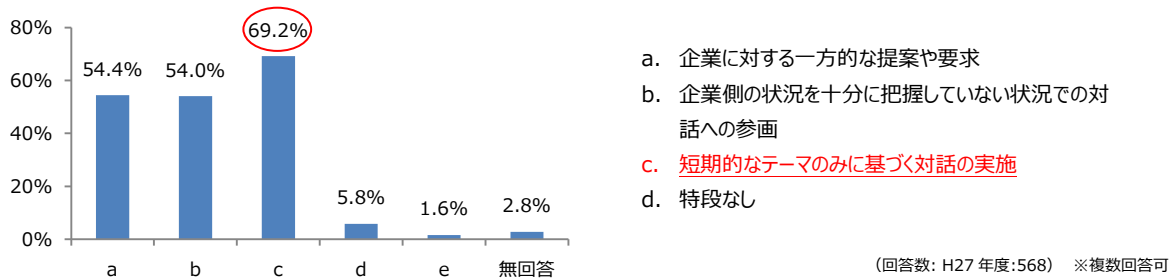 80%
60%
40%
20%
0%
54.4%
54.0%
69.2%
5.8%
1.6%
2.8%
a
b
c
d
e
無回答
a. 企業に対する一方的な提案や要求
b. 企業側の状況を十分に把握していない状況での対
話への参画
c. 短期的なテーマのみに基づく対話の実施
d. 特段なし
(回答数: H27 年度:568) ※複数回答可